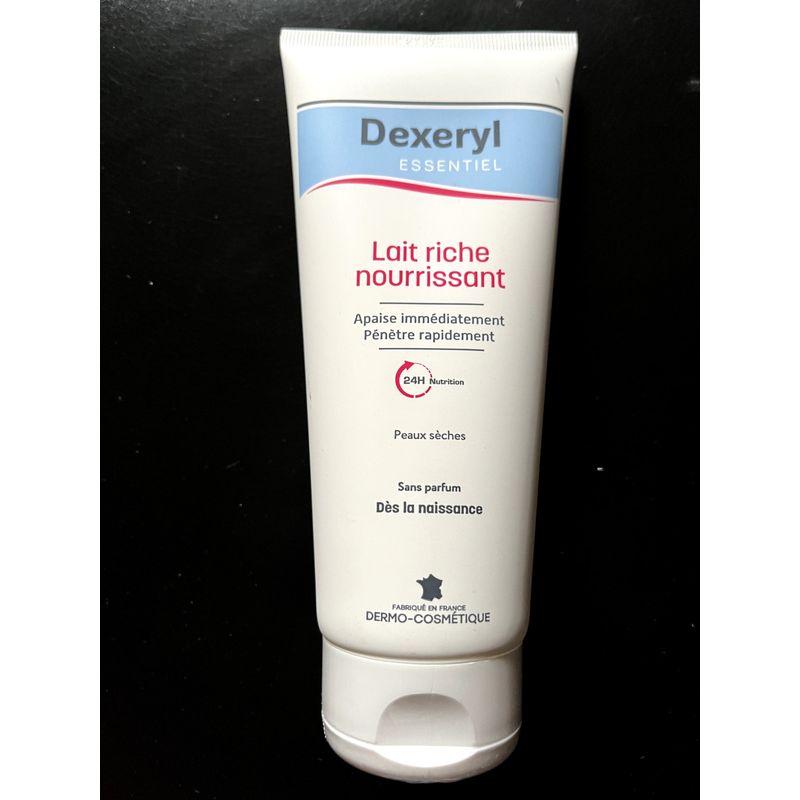 Dexeryl
ESSENTIEL
Lait riche
nourrissant
Apaise immédiatement
Pénètre rapidement
24H Nutrition
Peaux sèches
Sans parfum
Dès la naissance
FABRIQUÉ EN FRANCE
DERMO-COSMÉTIQUE